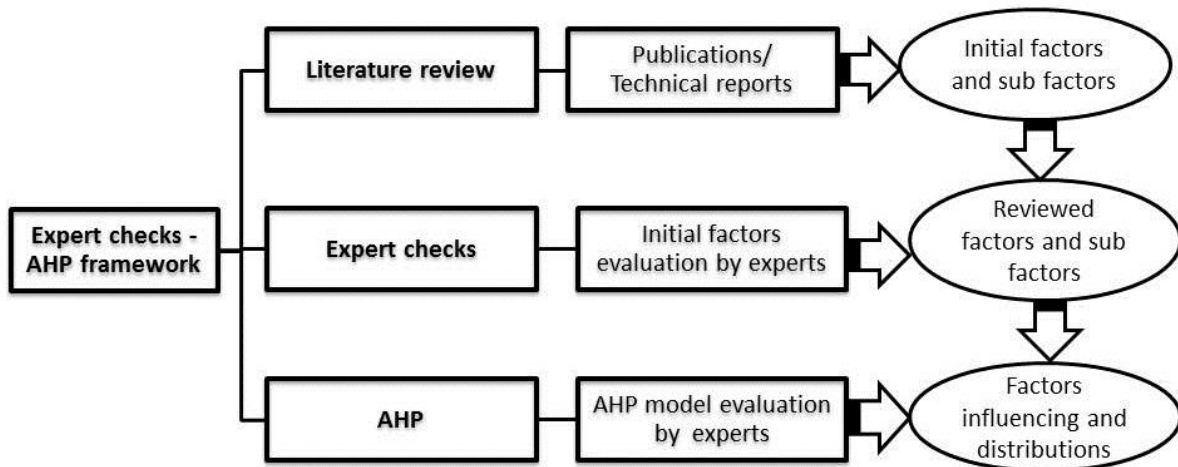 Literature review
Publications/
Technical reports
Initial factors
and sub factors
Expert checks -
AHP framework
Expert checks
Initial factors
evaluation by experts
Reviewed
factors and sub
factors
AHP
AHP model evaluation
by experts
Factors
influencing and
distributions